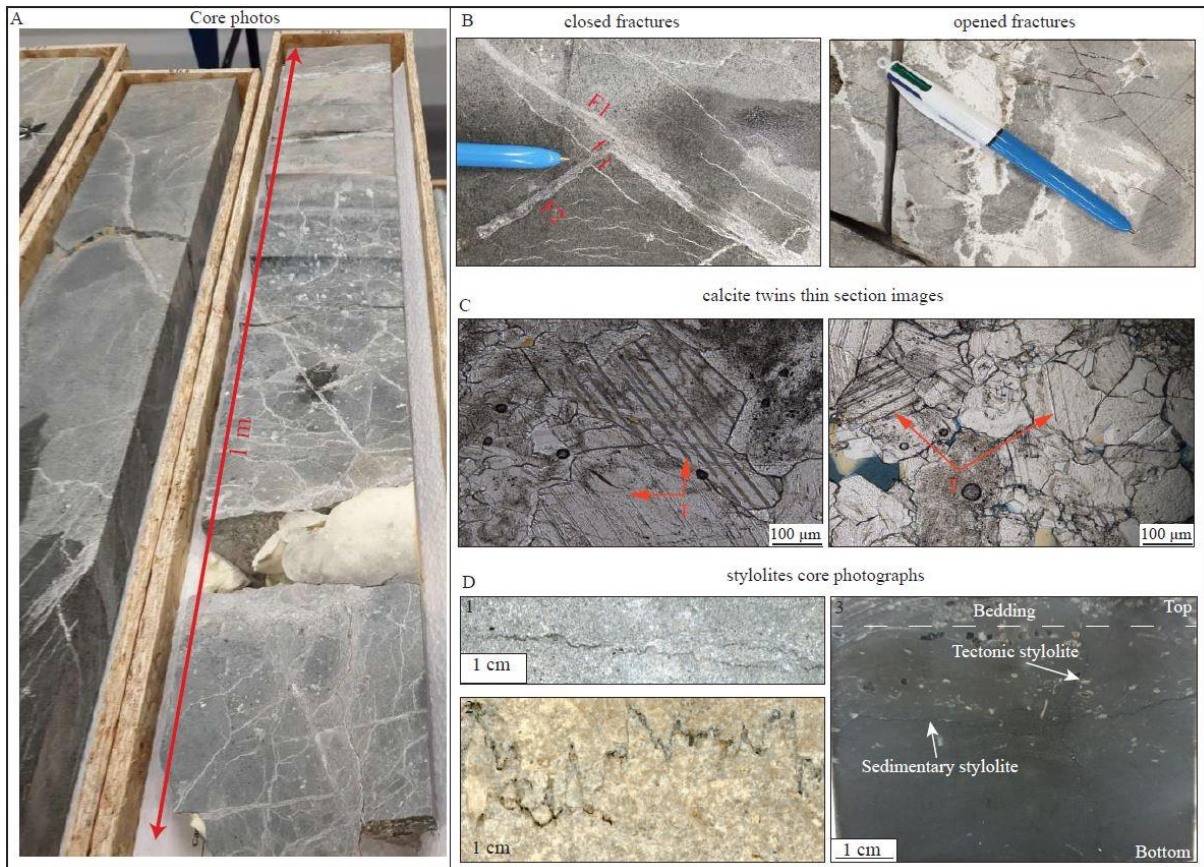 A
Core photos
1 m
B
closed fractures
opened fractures
F1
F2
C
calcite twins thin section images
T
100 µm
T
100 µm
D
stylolites core photographs
1
1 cm
2
1 cm
3
Bedding
Top
Tectonic stylolite
Sedimentary stylolite
1 cm
Bottom